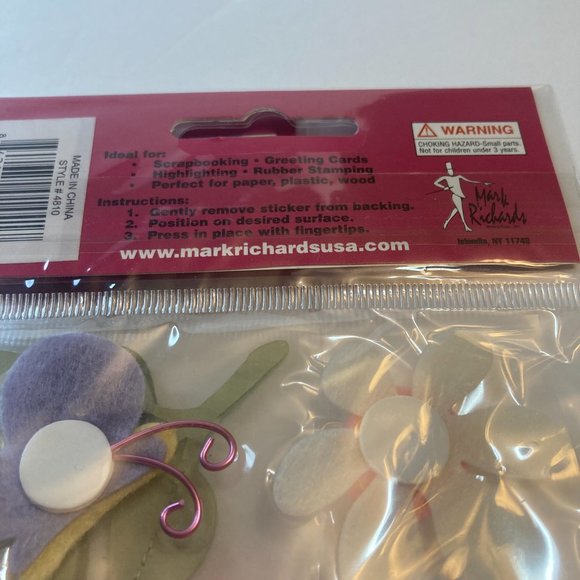 MADE IN CHINA
STYLE # 4810
Ideal for:
• Scrapbooking • Greeting Cards
• Highlighting • Rubber Stamping
• Perfect for paper, plastic, wood
Instructions:
1. Gently remove sticker from backing.
2. Position on desired surface.
3. Press in place with fingertips.
www.markrichardsusa.com
WARNING
CHOKING HAZARD-Small parts.
Not for children under 3 years.
Mark
Richards
Islandia, NY 11749